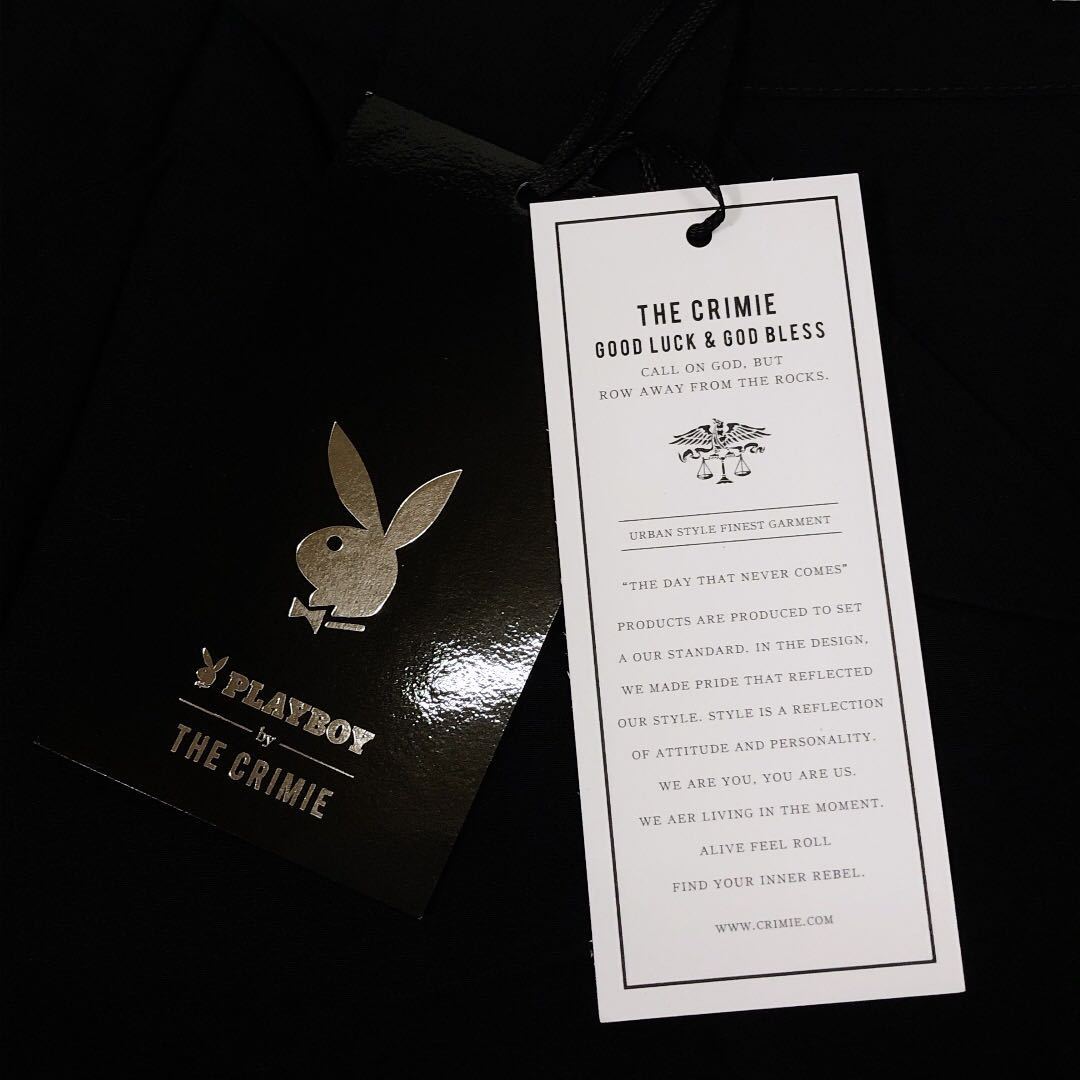 PLAYBOY
by
THE CRIMIE
THE CRIMIE
GOOD LUCK & GOD BLESS
CALL ON GOD, BUT
ROW AWAY FROM THE ROCKS.
URBAN STYLE FINEST GARMENT
“THE DAY THAT NEVER COMES”
PRODUCTS ARE PRODUCED TO SET
A OUR STANDARD. IN THE DESIGN,
WE MADE PRIDE THAT REFLECTED
OUR STYLE. STYLE IS A REFLECTION
OF ATTITUDE AND PERSONALITY.
WE ARE YOU, YOU ARE US.
WE AER LIVING IN THE MOMENT.
ALIVE FEEL ROLL
FIND YOUR INNER REBEL.
WWW.CRIMIE.COM